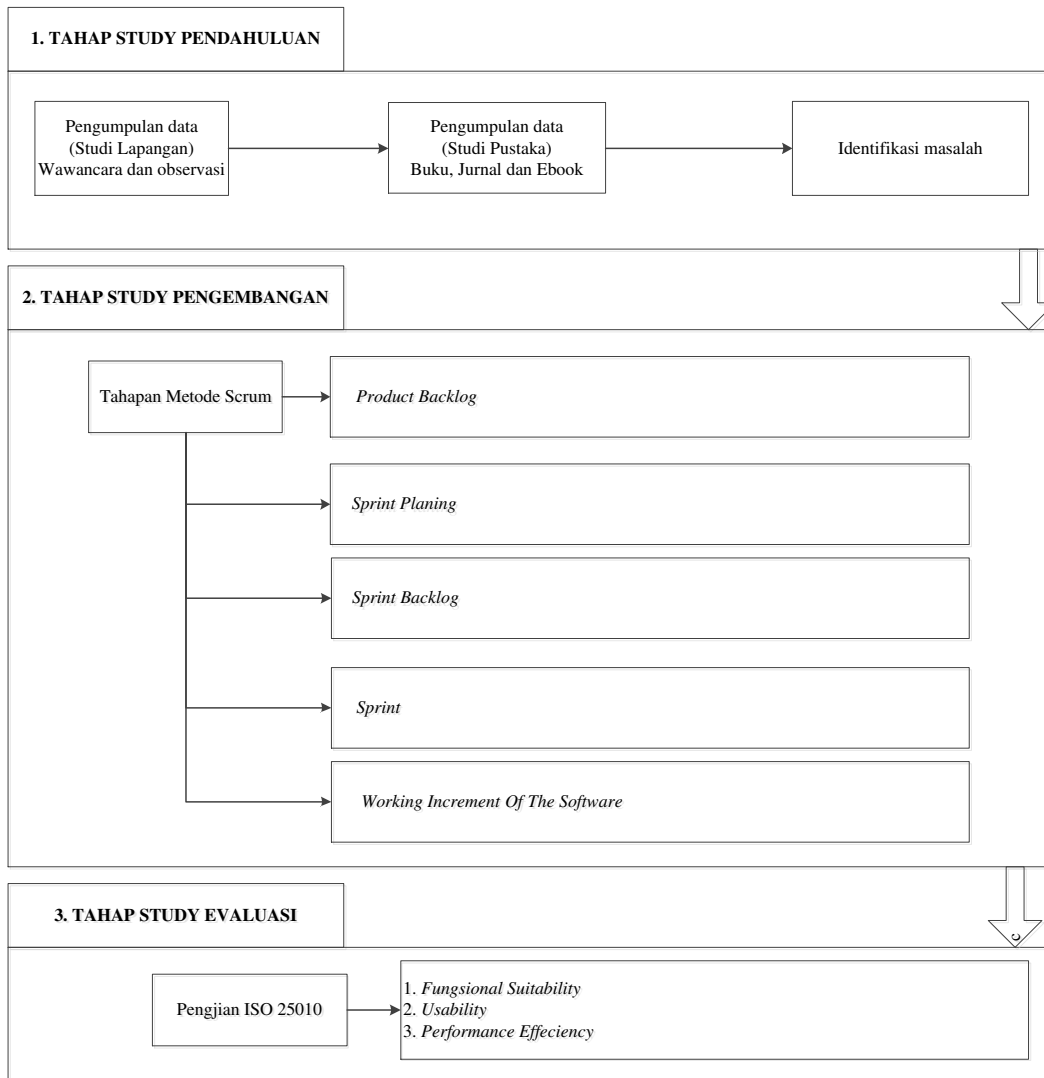 1. TAHAP STUDY PENDAHULUAN
Pengumpulan data
(Studi Lapangan)
Wawancara dan observasi
Pengumpulan data
(Studi Pustaka)
Buku, Jurnal dan Ebook
Identifikasi masalah
2. TAHAP STUDY PENGEMBANGAN
Tahapan Metode Scrum
Product Backlog
Sprint Planing
Sprint Backlog
Sprint
Working Increment Of The Software
3. TAHAP STUDY EVALUASI
c
Pengjian ISO 25010
1. Fungsional Suitability
2. Usability
3. Performance Effeciency